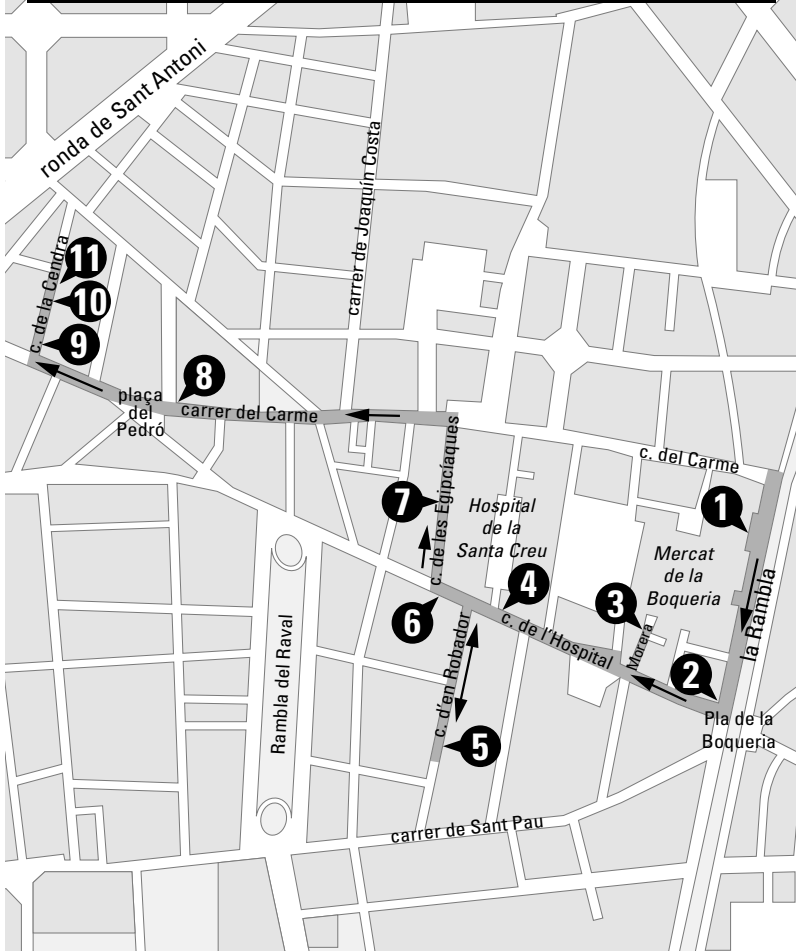 ronda de Sant Antoni
carrer de Joaquín Costa
c. de la Cendra
11
10
9
8
plaça
del
Pedró
carrer del Carme
c. del Carme
7
c. de les Egipcíaques
Hospital
de la
Santa Creu
1
Mercat
de la
Boqueria
la Rambla
4
3
6
c. de l'Hospital
Morera
2
Rambla del Raval
c. d'en Robador
5
Pla de la
Boqueria
carrer de Sant Pau